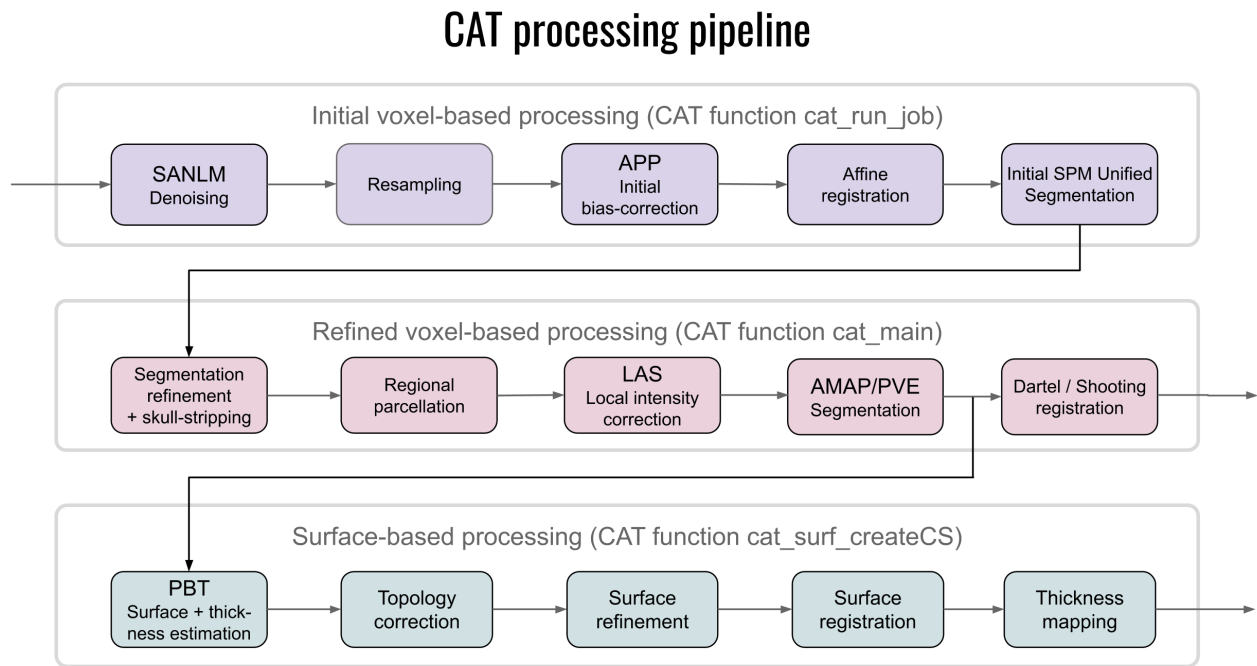 CAT processing pipeline
Initial voxel-based processing (CAT function cat_run_job)
SANLM
Denoising
Resampling
APP
Initial
bias-correction
Affine
registration
Initial SPM Unified
Segmentation
Refined voxel-based processing (CAT function cat_main)
Segmentation
refinement
+ skull-stripping
Regional
parcellation
LAS
Local intensity
correction
AMAP/PVE
Segmentation
Dartel / Shooting
registration
Surface-based processing (CAT function cat_surf_createCS)
PBT
Surface + thick-
ness estimation
Topology
correction
Surface
refinement
Surface
registration
Thickness
mapping